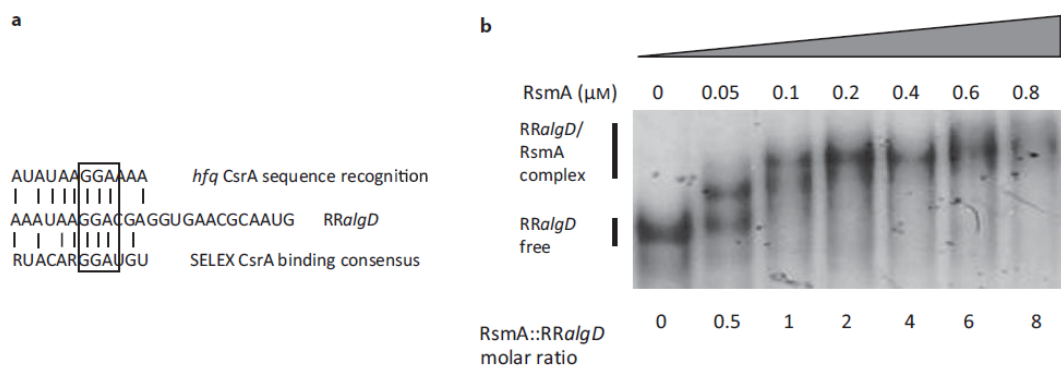 a
AUAUAAGGAAAA hfq CsrA sequence recognition
AAAUAAGGACGAGGUGAACGCAAUG RRalgD
RUACARGGAUGU SELEX CsrA binding consensus
b
RsmA (μM) 0 0.05 0.1 0.2 0.4 0.6 0.8
RRalgD/
RsmA
complex
RRalgD
free
RsmA::RRalgD
molar ratio
0 0.5 1 2 4 6 8